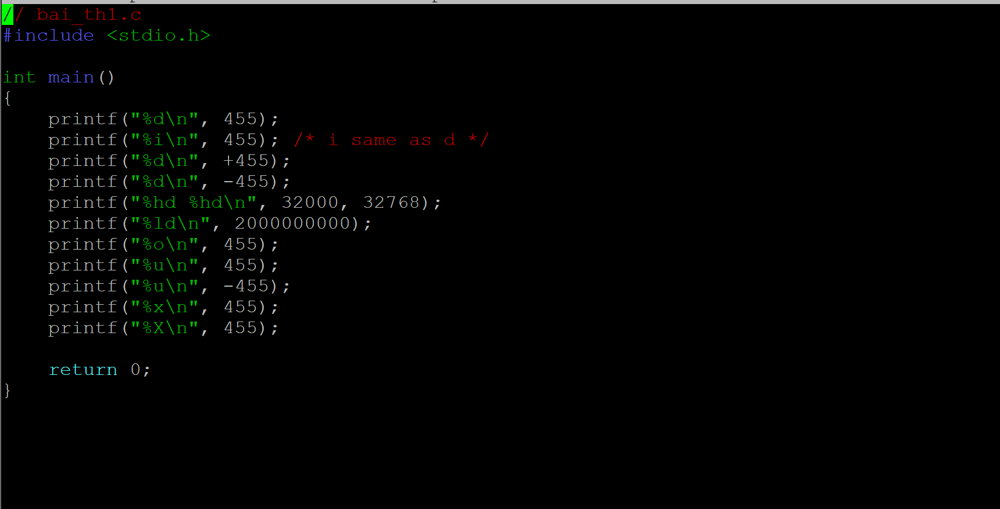 // bai_th1.c
#include <stdio.h>

int main()
{
    printf("%d\n", 455);
    printf("%i\n", 455); /* i same as d */
    printf("%d\n", +455);
    printf("%d\n", -455);
    printf("%hd %hd\n", 32000, 32768);
    printf("%ld\n", 2000000000);
    printf("%o\n", 455);
    printf("%u\n", 455);
    printf("%u\n", -455);
    printf("%x\n", 455);
    printf("%X\n", 455);

    return 0;
}